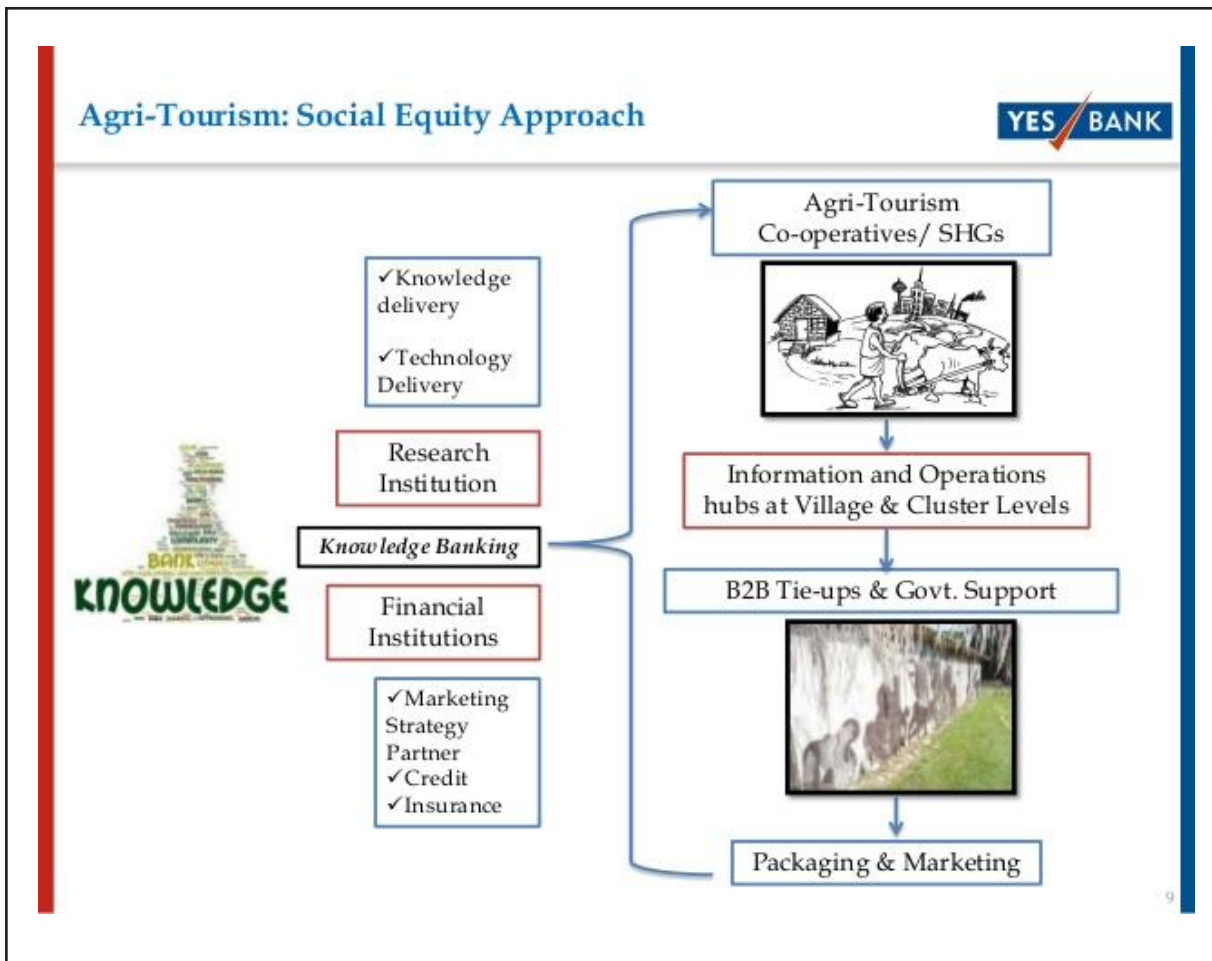 Agri-Tourism: Social Equity Approach
YES BANK
✓Knowledge
delivery
✓Technology
Delivery
Research
Institution
Knowledge Banking
Financial
Institutions
✓Marketing
Strategy
Partner
✓Credit
✓Insurance
BANK
KNOWLEDGE
Agri-Tourism
Co-operatives/ SHGs
Information and Operations
hubs at Village & Cluster Levels
B2B Tie-ups & Govt. Support
Packaging & Marketing
9